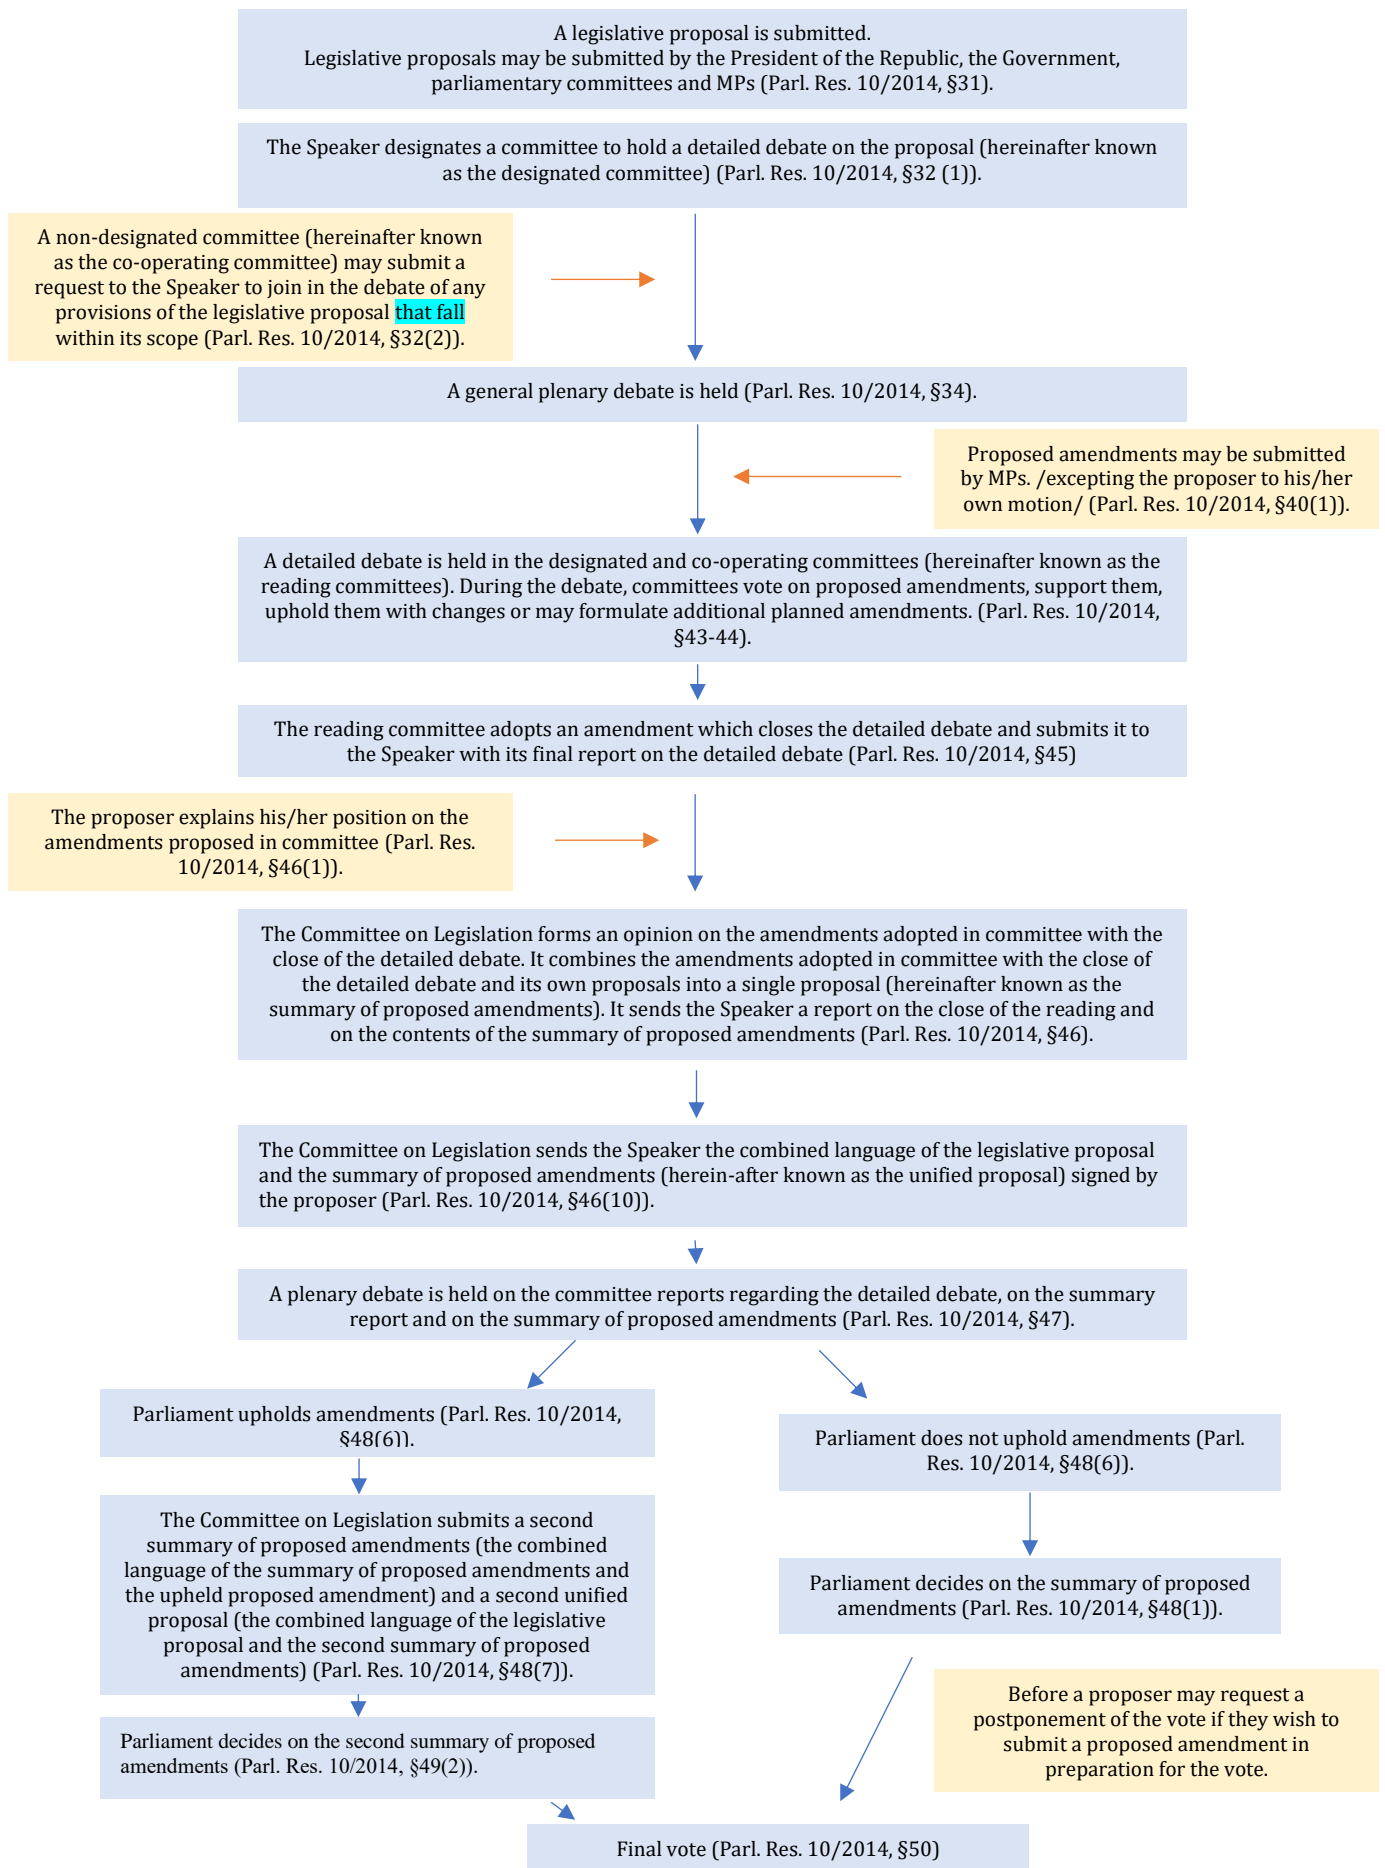 A legislative proposal is submitted.
Legislative proposals may be submitted by the President of the Republic, the Government,
parliamentary committees and MPs (Parl. Res. 10/2014, §31).
The Speaker designates a committee to hold a detailed debate on the proposal (hereinafter known
as the designated committee) (Parl. Res. 10/2014, §32 (1)).
A non-designated committee (hereinafter known
as the co-operating committee) may submit a
request to the Speaker to join in the debate of any
provisions of the legislative proposal that fall
within its scope (Parl. Res. 10/2014, §32(2)).
A general plenary debate is held (Parl. Res. 10/2014, §34).
Proposed amendments may be submitted
by MPs. /excepting the proposer to his/her
own motion/ (Parl. Res. 10/2014, §40(1)).
A detailed debate is held in the designated and co-operating committees (hereinafter known as the
reading committees). During the debate, committees vote on proposed amendments, support them,
uphold them with changes or may formulate additional planned amendments. (Parl. Res. 10/2014,
§43-44).
The reading committee adopts an amendment which closes the detailed debate and submits it to
the Speaker with its final report on the detailed debate (Parl. Res. 10/2014, §45)
The proposer explains his/her position on the
amendments proposed in committee (Parl. Res.
10/2014, §46(1)).
The Committee on Legislation forms an opinion on the amendments adopted in committee with the
close of the detailed debate. It combines the amendments adopted in committee with the close of
the detailed debate and its own proposals into a single proposal (hereinafter known as the
summary of proposed amendments). It sends the Speaker a report on the close of the reading and
on the contents of the summary of proposed amendments (Parl. Res. 10/2014, §46).
The Committee on Legislation sends the Speaker the combined language of the legislative proposal
and the summary of proposed amendments (herein-after known as the unified proposal) signed by
the proposer (Parl. Res. 10/2014, §46(10)).
A plenary debate is held on the committee reports regarding the detailed debate, on the summary
report and on the summary of proposed amendments (Parl. Res. 10/2014, §47).
Parliament upholds amendments (Parl. Res. 10/2014,
§48(6)).
The Committee on Legislation submits a second
summary of proposed amendments (the combined
language of the summary of proposed amendments and
the upheld proposed amendment) and a second unified
proposal (the combined language of the legislative
proposal and the second summary of proposed
amendments) (Parl. Res. 10/2014, §48(7)).
Parliament decides on the second summary of proposed
amendments (Parl. Res. 10/2014, §49(2)).
Parliament does not uphold amendments (Parl.
Res. 10/2014, §48(6)).
Parliament decides on the summary of proposed
amendments (Parl. Res. 10/2014, §48(1)).
Before a proposer may request a
postponement of the vote if they wish to
submit a proposed amendment in
preparation for the vote.
Final vote (Parl. Res. 10/2014, §50)